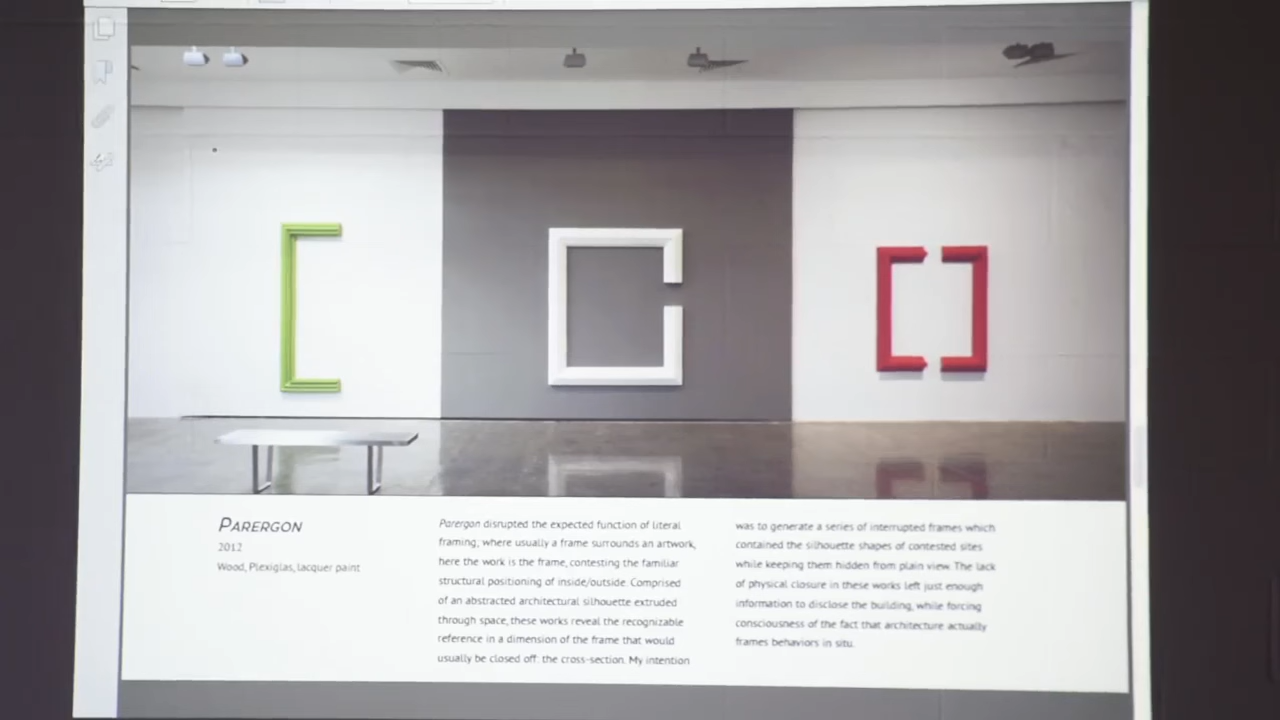 PARERGON
2012
Wood, Plexiglas, lacquer paint
Parergon disrupted the expected function of literal
framing, where usually a frame surrounds an artwork,
here the work is the frame, contesting the familiar
structural positioning of inside/outside. Comprised
of an abstracted architectural silhouette extruded
through space, these works reveal the recognizable
reference in a dimension of the frame that would
usually be closed off: the cross-section. My intention
was to generate a series of interrupted frames which
contained the silhouette shapes of contested sites
while keeping them hidden from plain view. The lack
of physical closure in these works left just enough
information to disclose the building, while forcing
consciousness of the fact that architecture actually
frames behaviors in situ.